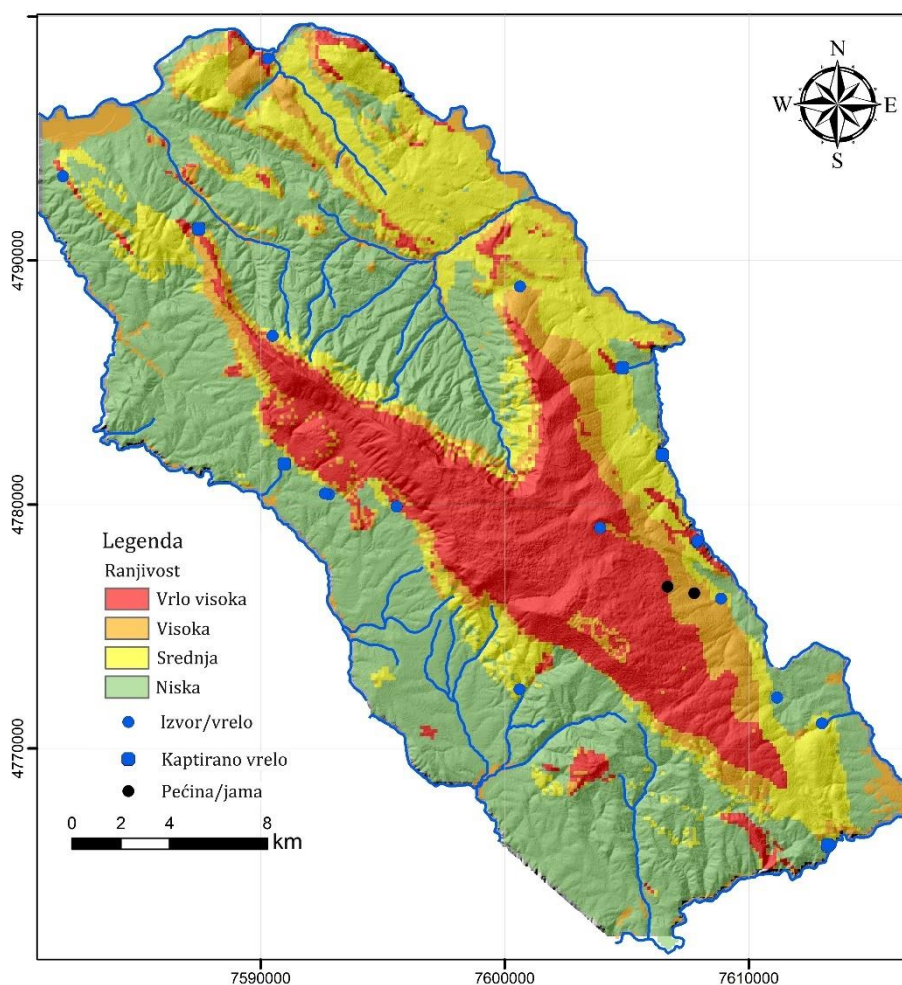 N
W E
S
4790000
4780000
4770000
Legenda
Ranjivost
Vrlo visoka
Visoka
Srednja
Niska
Izvor/vrelo
Kaptirano vrelo
Pećina/jama
0 2 4 8
km
7590000 7600000 7610000